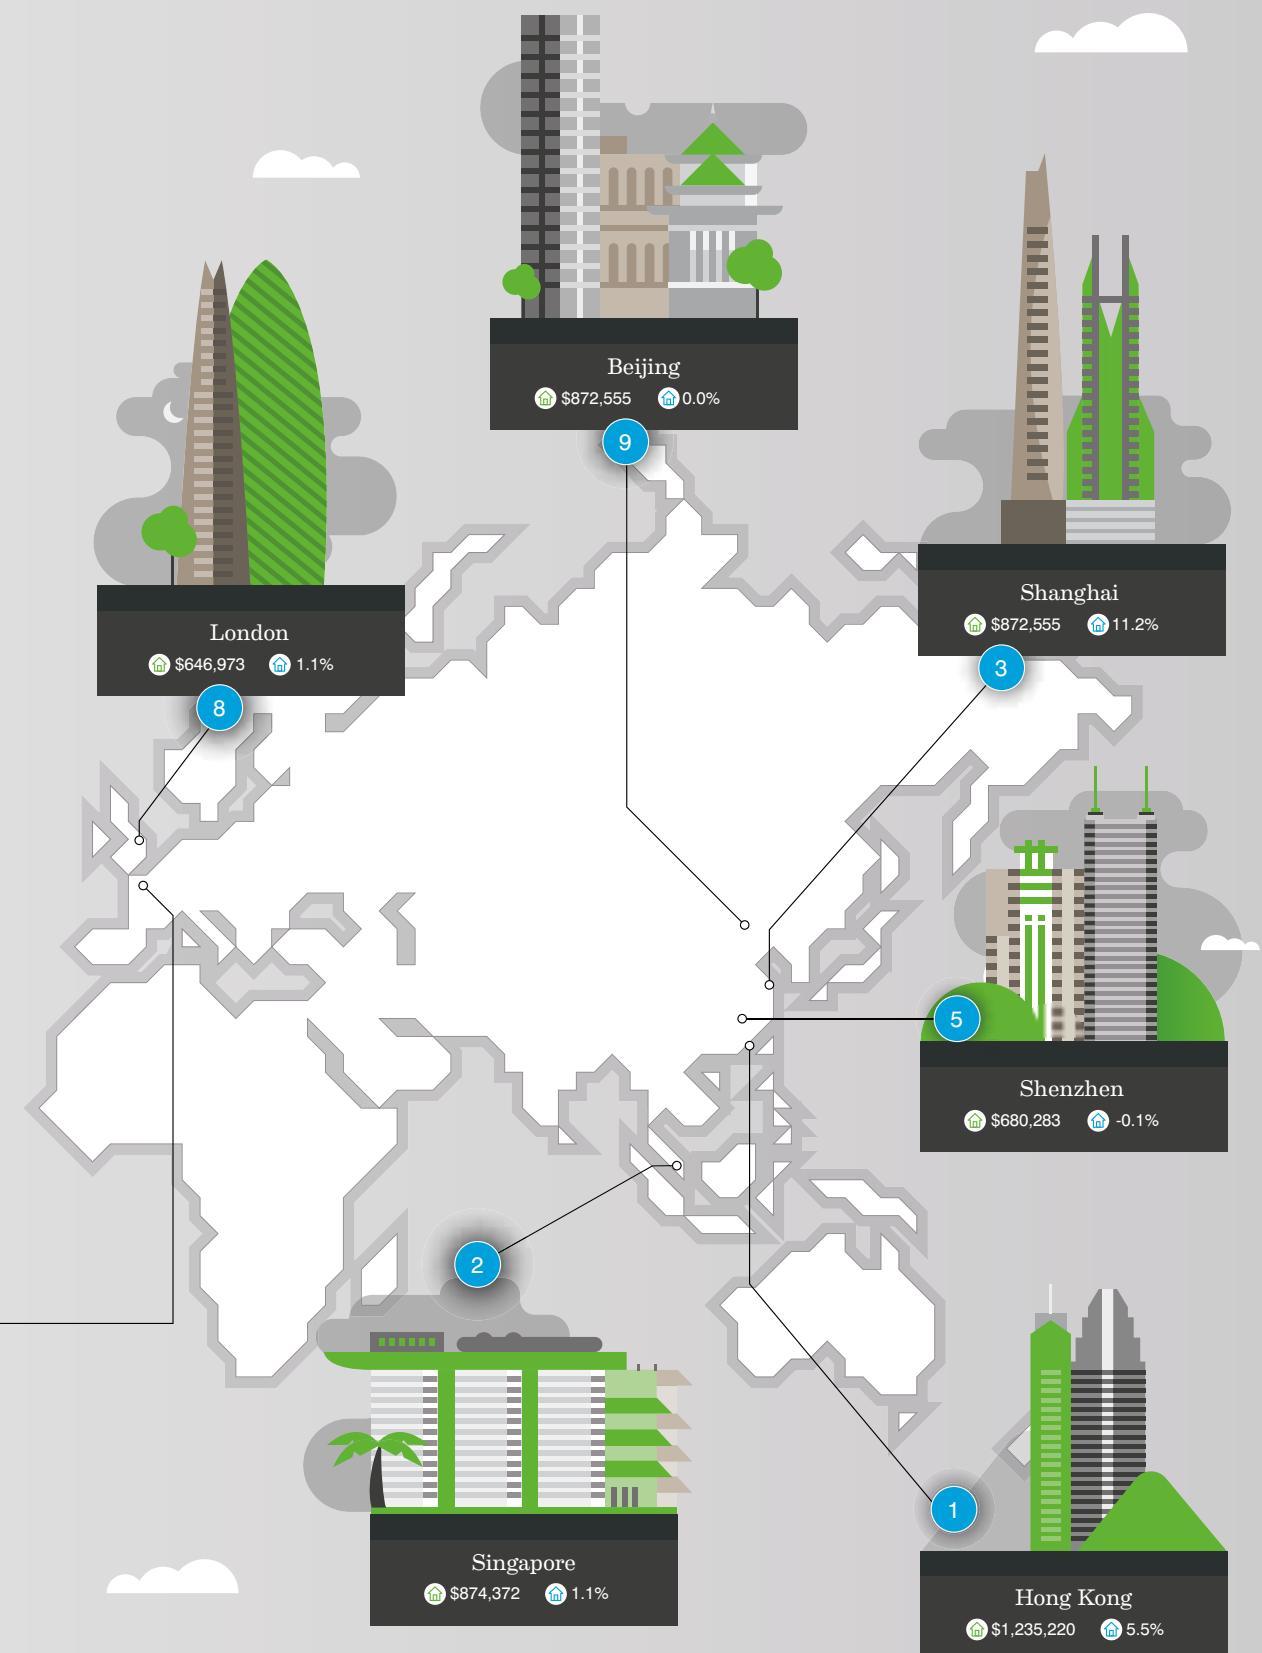 Beijing
$872,555 0.0%
9
Shanghai
$872,555 11.2%
3
London
$646,973 1.1%
8
5
Shenzhen
$680,283 -0.1%
2
Singapore
$874,372 1.1%
1
Hong Kong
$1,235,220 5.5%